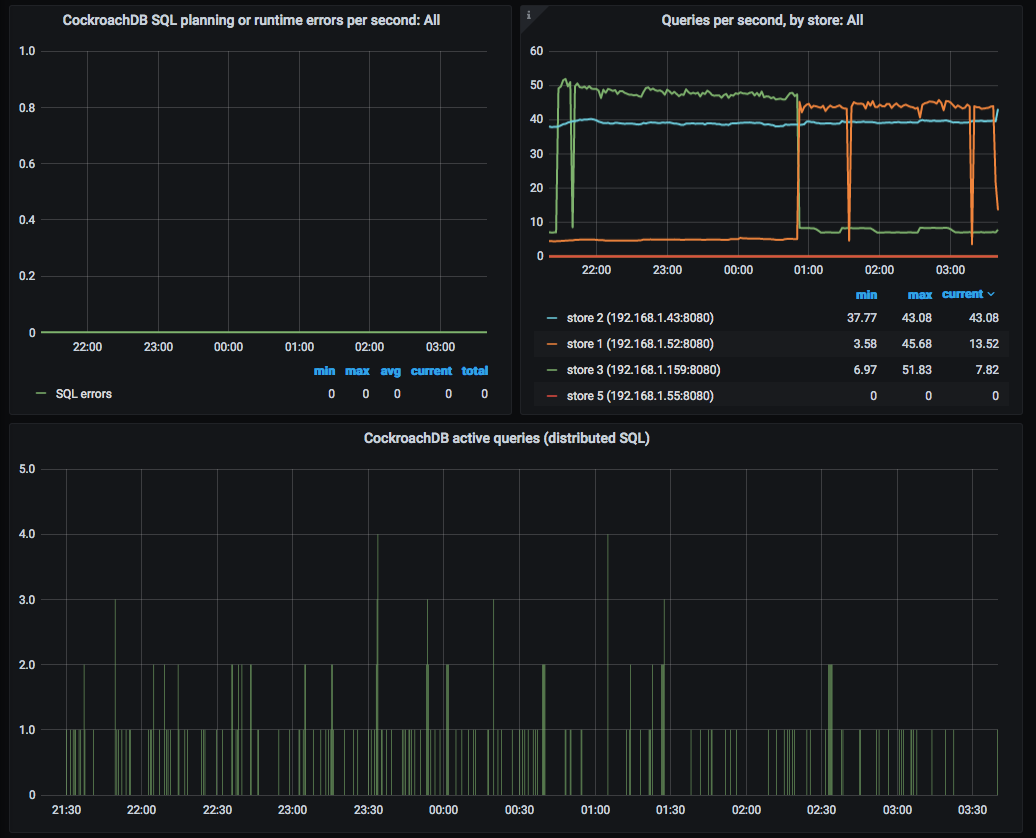 CockroachDB SQL planning or runtime errors per second: All
1.0
0.8
0.6
0.4
0.2
0
22:00 23:00 00:00 01:00 02:00 03:00
min max avg current total
SQL errors 0 0 0 0 0
i
Queries per second, by store: All
60
50
40
30
20
10
0
22:00 23:00 00:00 01:00 02:00 03:00
min max current
store 2 (192.168.1.43:8080) 37.77 43.08 43.08
store 1 (192.168.1.52:8080) 3.58 45.68 13.52
store 3 (192.168.1.159:8080) 6.97 51.83 7.82
store 5 (192.168.1.55:8080) 0 0 0
CockroachDB active queries (distributed SQL)
5.0
4.0
3.0
2.0
1.0
0
21:30 22:00 22:30 23:00 23:30 00:00 00:30 01:00 01:30 02:00 02:30 03:00 03:30